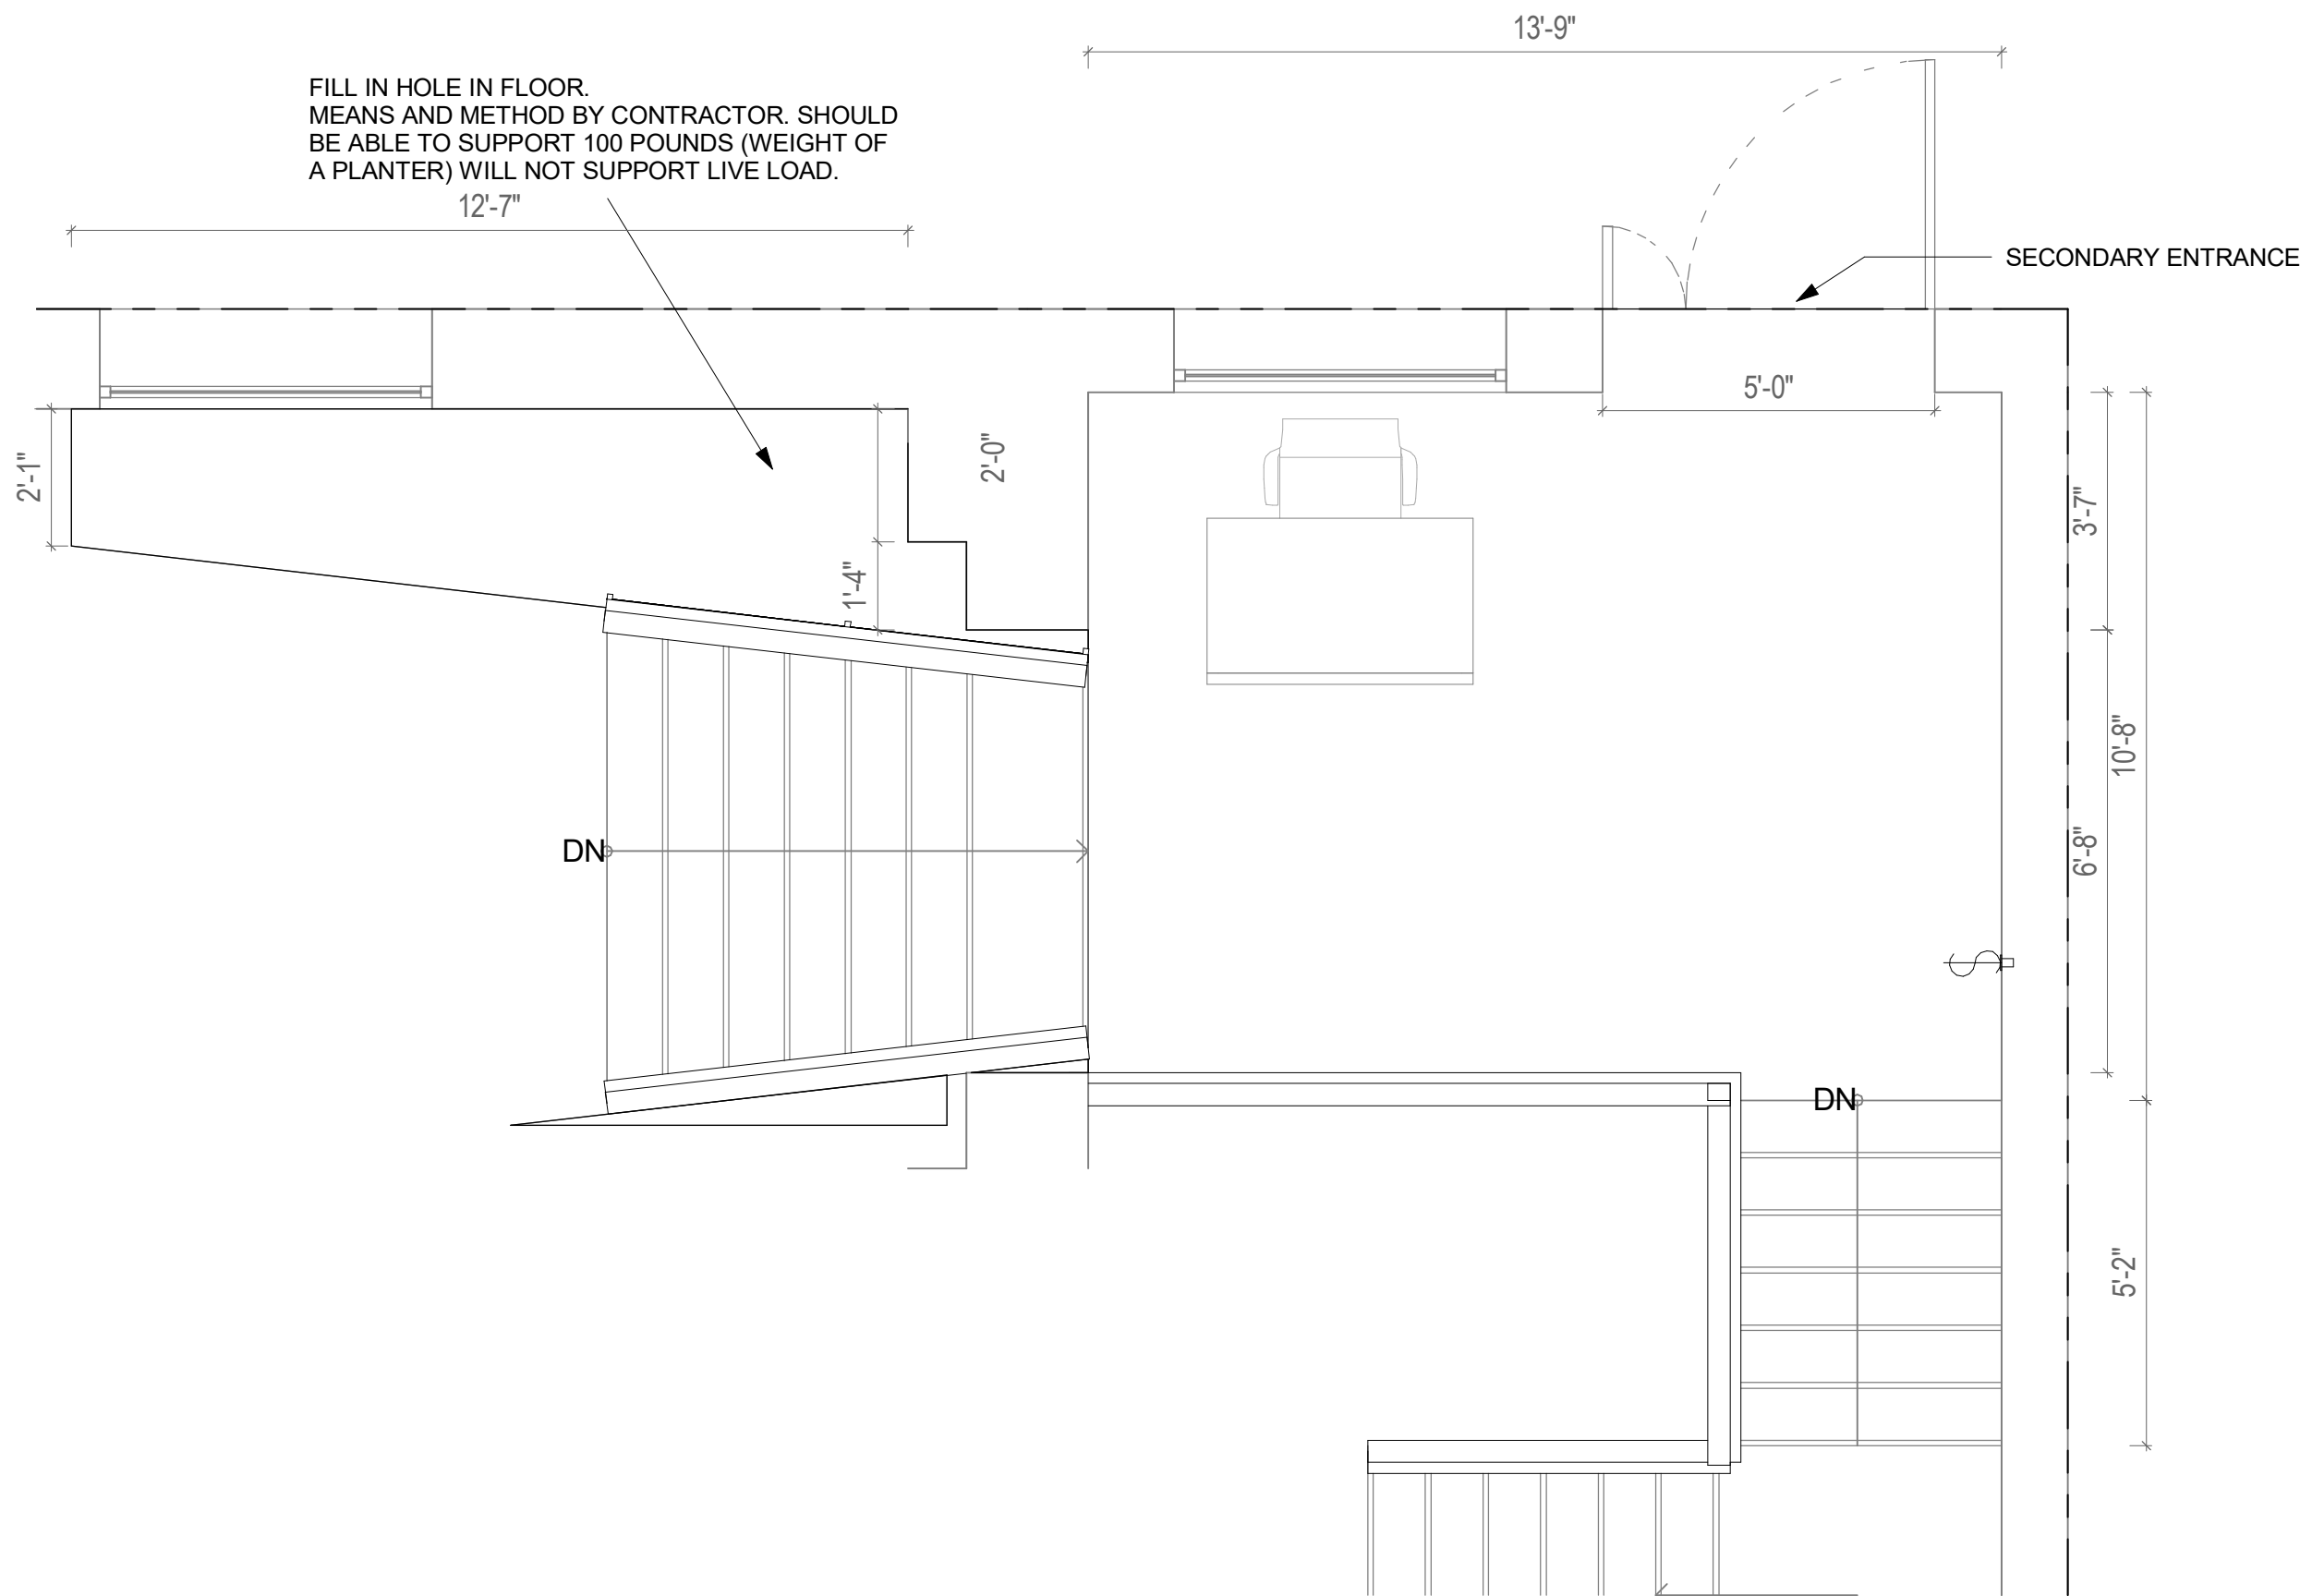 13'-9"
FILL IN HOLE IN FLOOR.
MEANS AND METHOD BY CONTRACTOR. SHOULD
BE ABLE TO SUPPORT 100 POUNDS (WEIGHT OF
A PLANTER) WILL NOT SUPPORT LIVE LOAD.
12'-7"
SECONDARY ENTRANCE
5'-0"
2'-1"
2'-0"
3'-7"
1'-4"
10'-8"
6'-8"
DN
DN
5'-2"